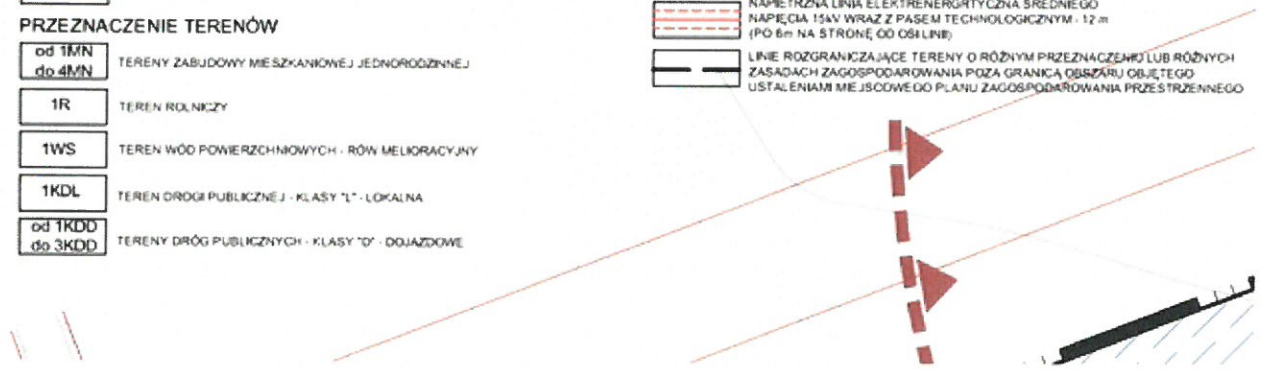 PRZEZNACZENIE TERENÓW
od 1MN
do 4MN
TERENY ZABUDOWY MIESZKANIOWEJ JEDNORODZINNEJ
1R
TEREN ROLNICZY
1WS
TEREN WÓD POWIERZCHNIOWYCH - RÓW MELIORACYJNY
1KDL
TEREN DROGI PUBLICZNEJ - KLASY "L" - LOKALNA
od 1KDD
do 3KDD
TERENY DRÓG PUBLICZNYCH - KLASY "D" - DOJAZDOWE
NAPIETRZNA LINIA ELEKTRENERGRTYCZNA ŚREDNIEGO
NAPIĘCIA 15kV WRAZ Z PASEM TECHNOLOGICZNYM - 12 m
(PO 6m NA STRONĘ OD OSI LINII)
LINIE ROZGRANICZAJĄCE TERENY O RÓŻNYM PRZEZNACZENIU LUB RÓŻNYCH
ZASADACH ZAGOSPODAROWANIA POZA GRANICĄ OBSZARU OBJĘTEGO
USTALENIAMI MIEJSCOWEGO PLANU ZAGOSPODAROWANIA PRZESTRZENNEGO